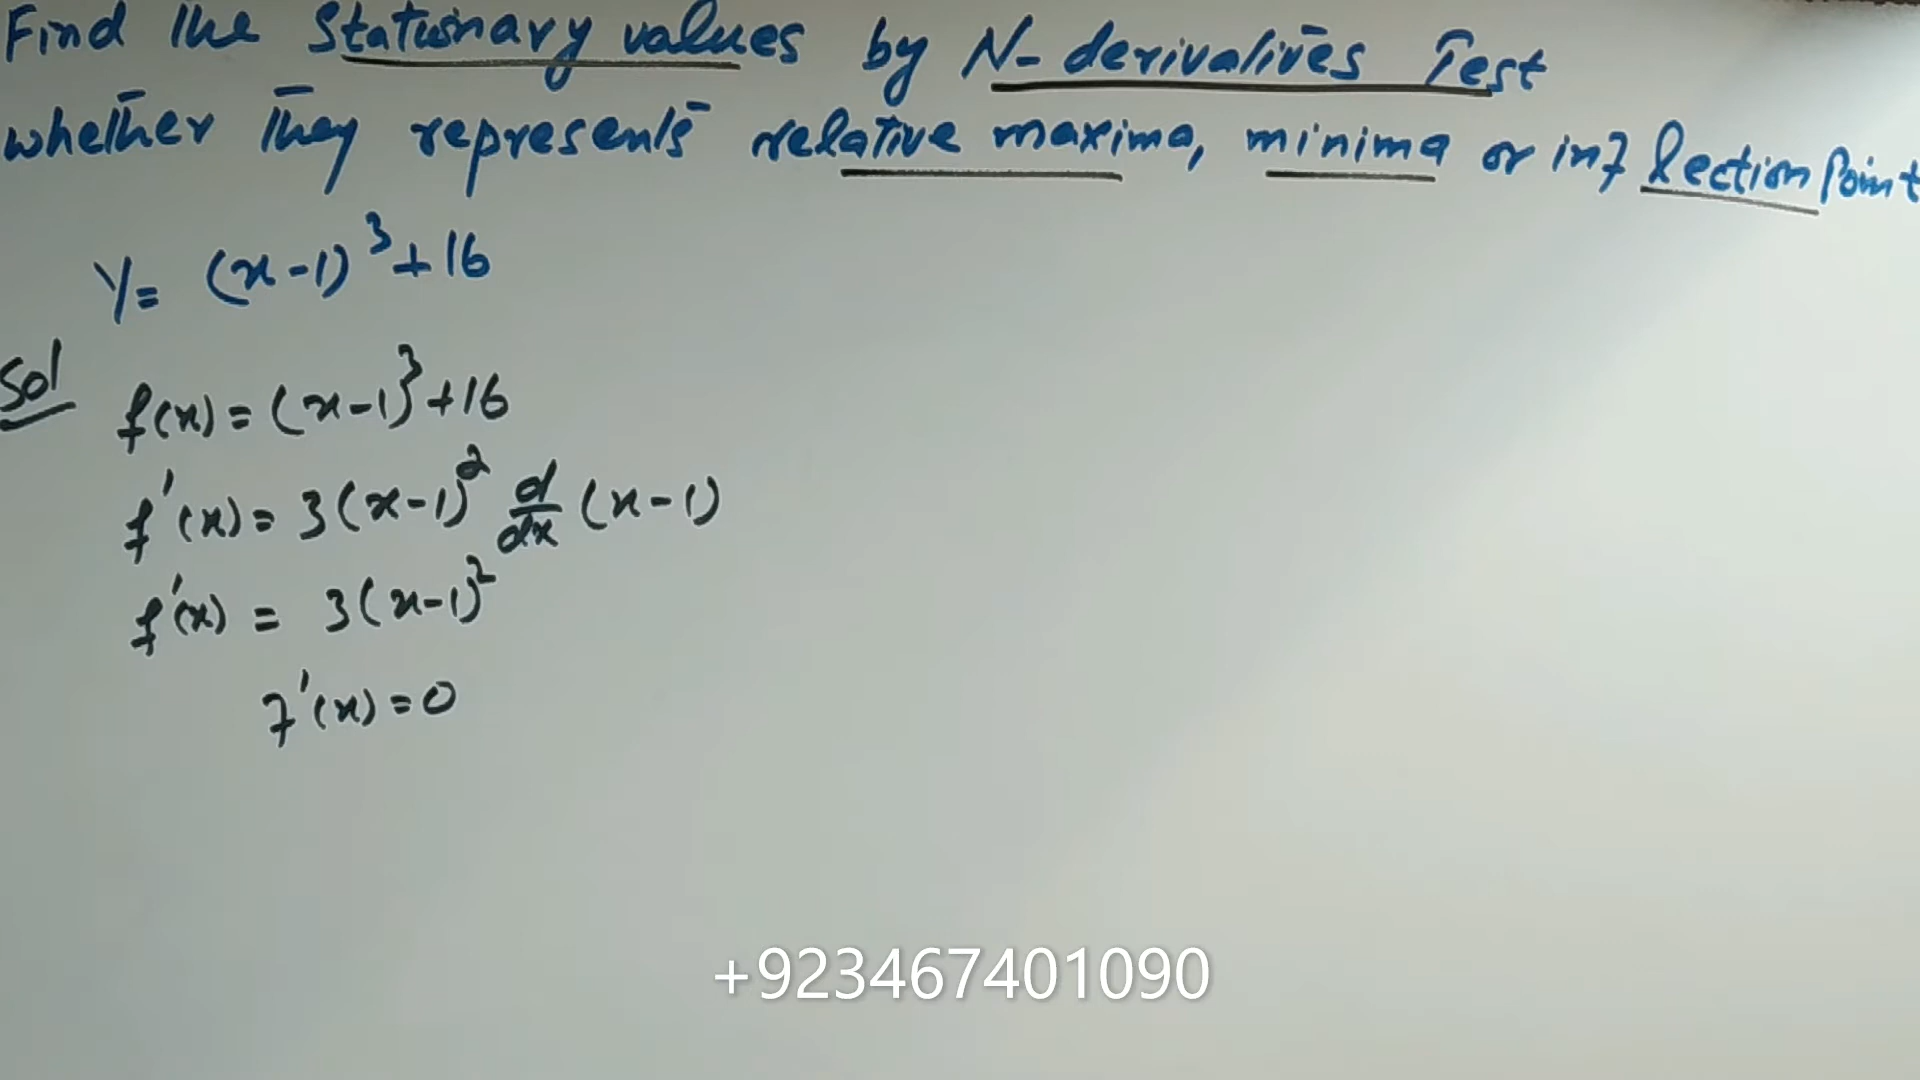 Find the Stationary values by N-derivatives Test
whether they represents relative maxima, minima or inflection Point
Y= (x-1)³+16
Sol
f(x) = (x-1)³+16
f'(x) = 3(x-1)² d/dx (x-1)
f'(x) = 3(x-1)²
f'(x) = 0
+923467401090